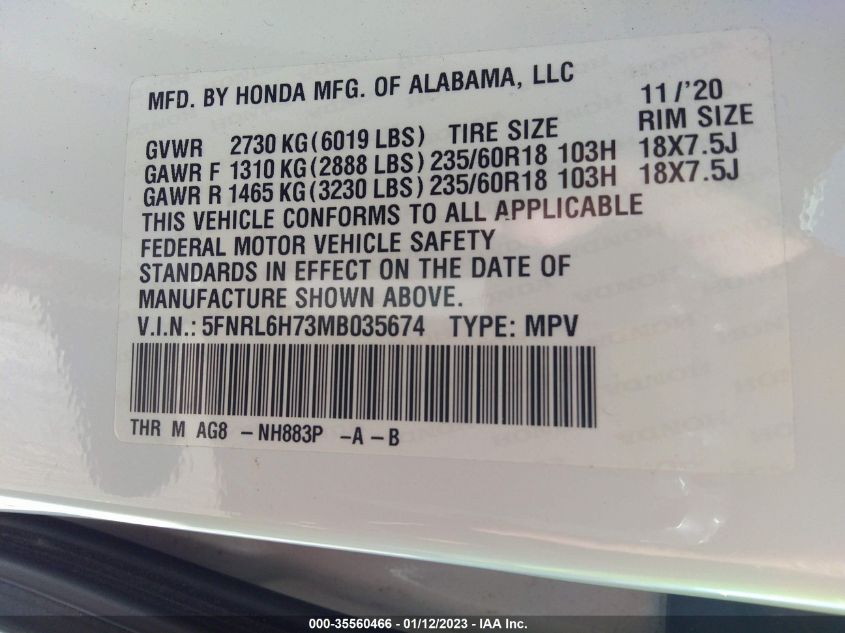 MFD. BY HONDA MFG. OF ALABAMA, LLC 11/'20
GVWR 2730 KG (6019 LBS) TIRE SIZE RIM SIZE
GAWR F 1310 KG (2888 LBS) 235/60R18 103H 18X7.5J
GAWR R 1465 KG (3230 LBS) 235/60R18 103H 18X7.5J
THIS VEHICLE CONFORMS TO ALL APPLICABLE
FEDERAL MOTOR VEHICLE SAFETY
STANDARDS IN EFFECT ON THE DATE OF
MANUFACTURE SHOWN ABOVE.
V.I.N.: 5FNRL6H73MB035674 TYPE: MPV
THR M AG8 – NH883P – A – B
000-35560466 - 01/12/2023 - IAA Inc.